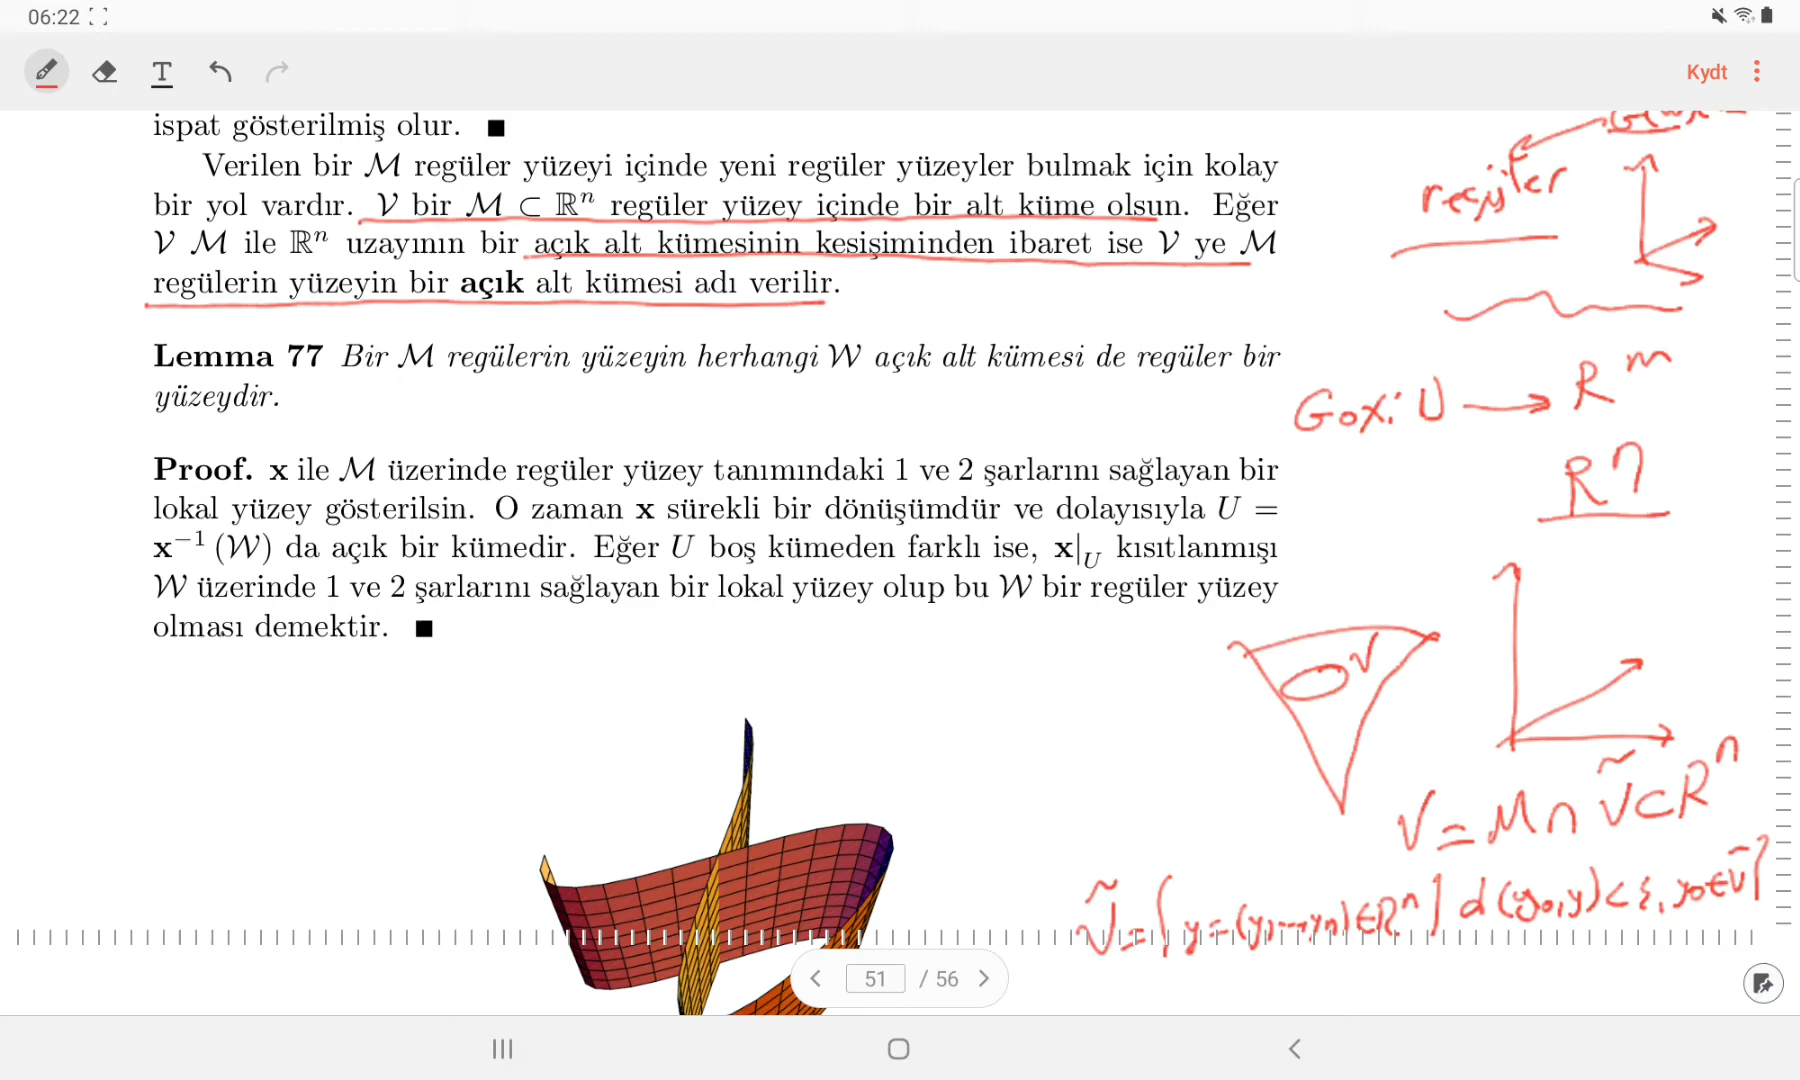 06:22
T
Kydt
ispat gösterilmiş olur. ■
Verilen bir ℳ regüler yüzeyi içinde yeni regüler yüzeyler bulmak için kolay
bir yol vardır. 𝒱 bir ℳ ⊂ ℝⁿ regüler yüzey içinde bir alt küme olsun. Eğer
𝒱 ℳ ile ℝⁿ uzayının bir açık alt kümesinin kesişiminden ibaret ise 𝒱 ye ℳ
regülerin yüzeyin bir açık alt kümesi adı verilir.
Lemma 77 Bir ℳ regülerin yüzeyin herhangi 𝒲 açık alt kümesi de regüler bir
yüzeydir.
Proof. x ile ℳ üzerinde regüler yüzey tanımındaki 1 ve 2 şarlarını sağlayan bir
lokal yüzey gösterilsin. O zaman x sürekli bir dönüşümdür ve dolayısıyla U =
x⁻¹ (𝒲) da açık bir kümedir. Eğer U boş kümeden farklı ise, x|_U kısıtlanmışı
𝒲 üzerinde 1 ve 2 şarlarını sağlayan bir lokal yüzey olup bu 𝒲 bir regüler yüzey
olması demektir. ■
regüler
Gox: U → R^m
R^n
V
V = M ∩ Ṽ ⊂ R^n
Ṽ = { y = (y₁, ..., yₙ) ∈ R^n | d(y₀, y) < ξ, y₀ ∈ Ṽ }
51 / 56